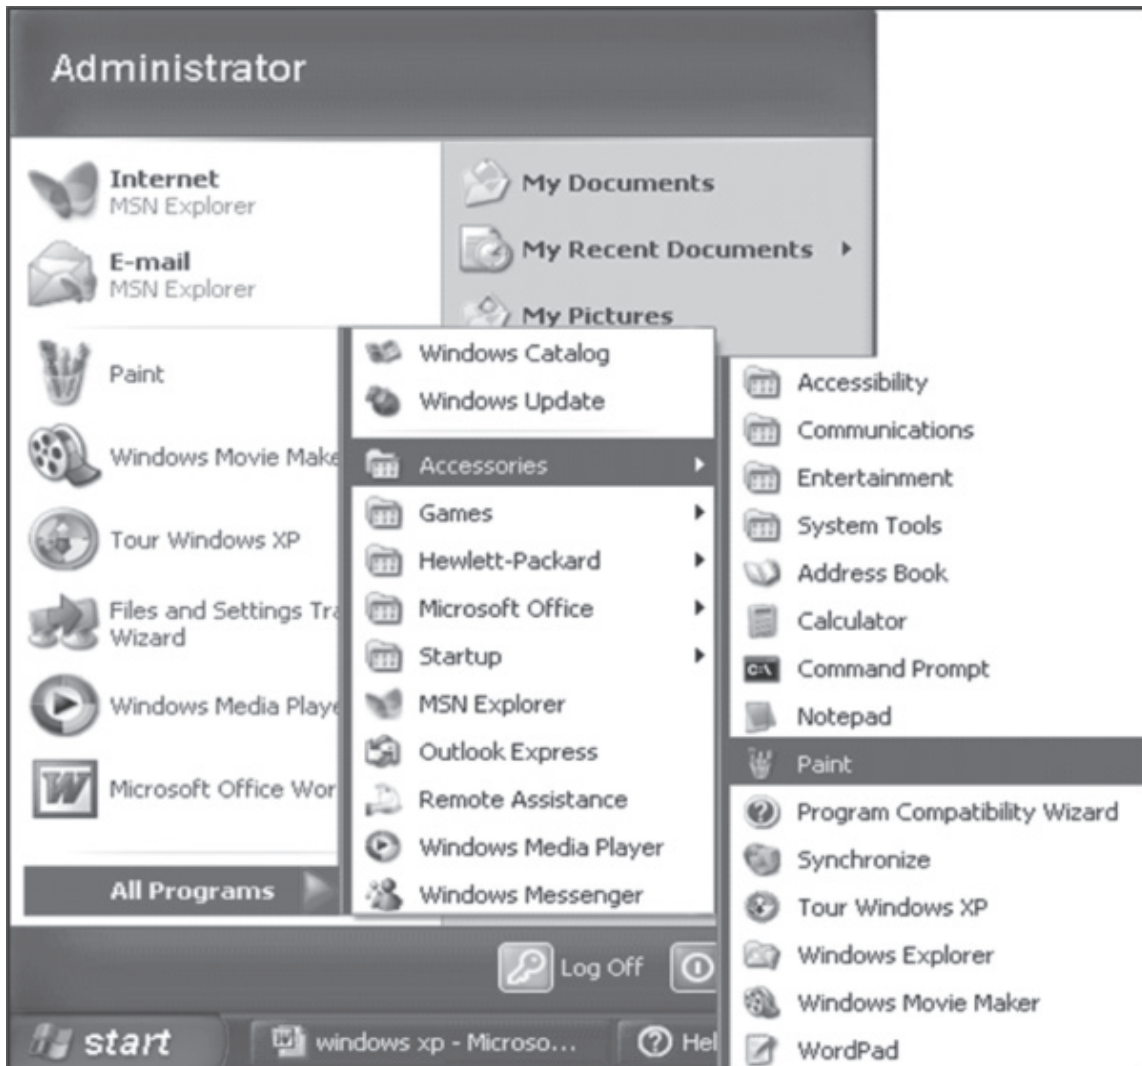 Administrator
Internet
MSN Explorer
E-mail
MSN Explorer
Paint
Windows Movie Make
Tour Windows XP
Files and Settings Tra
Wizard
Windows Media Playe
Microsoft Office Wor
All Programs
My Documents
My Recent Documents
My Pictures
Windows Catalog
Windows Update
Accessories
Games
Hewlett-Packard
Microsoft Office
Startup
MSN Explorer
Outlook Express
Remote Assistance
Windows Media Player
Windows Messenger
Accessibility
Communications
Entertainment
System Tools
Address Book
Calculator
C:\ Command Prompt
Notepad
Paint
Program Compatibility Wizard
Synchronize
Tour Windows XP
Windows Explorer
Windows Movie Maker
WordPad
Log Off
start
windows xp - Microso...
Hel